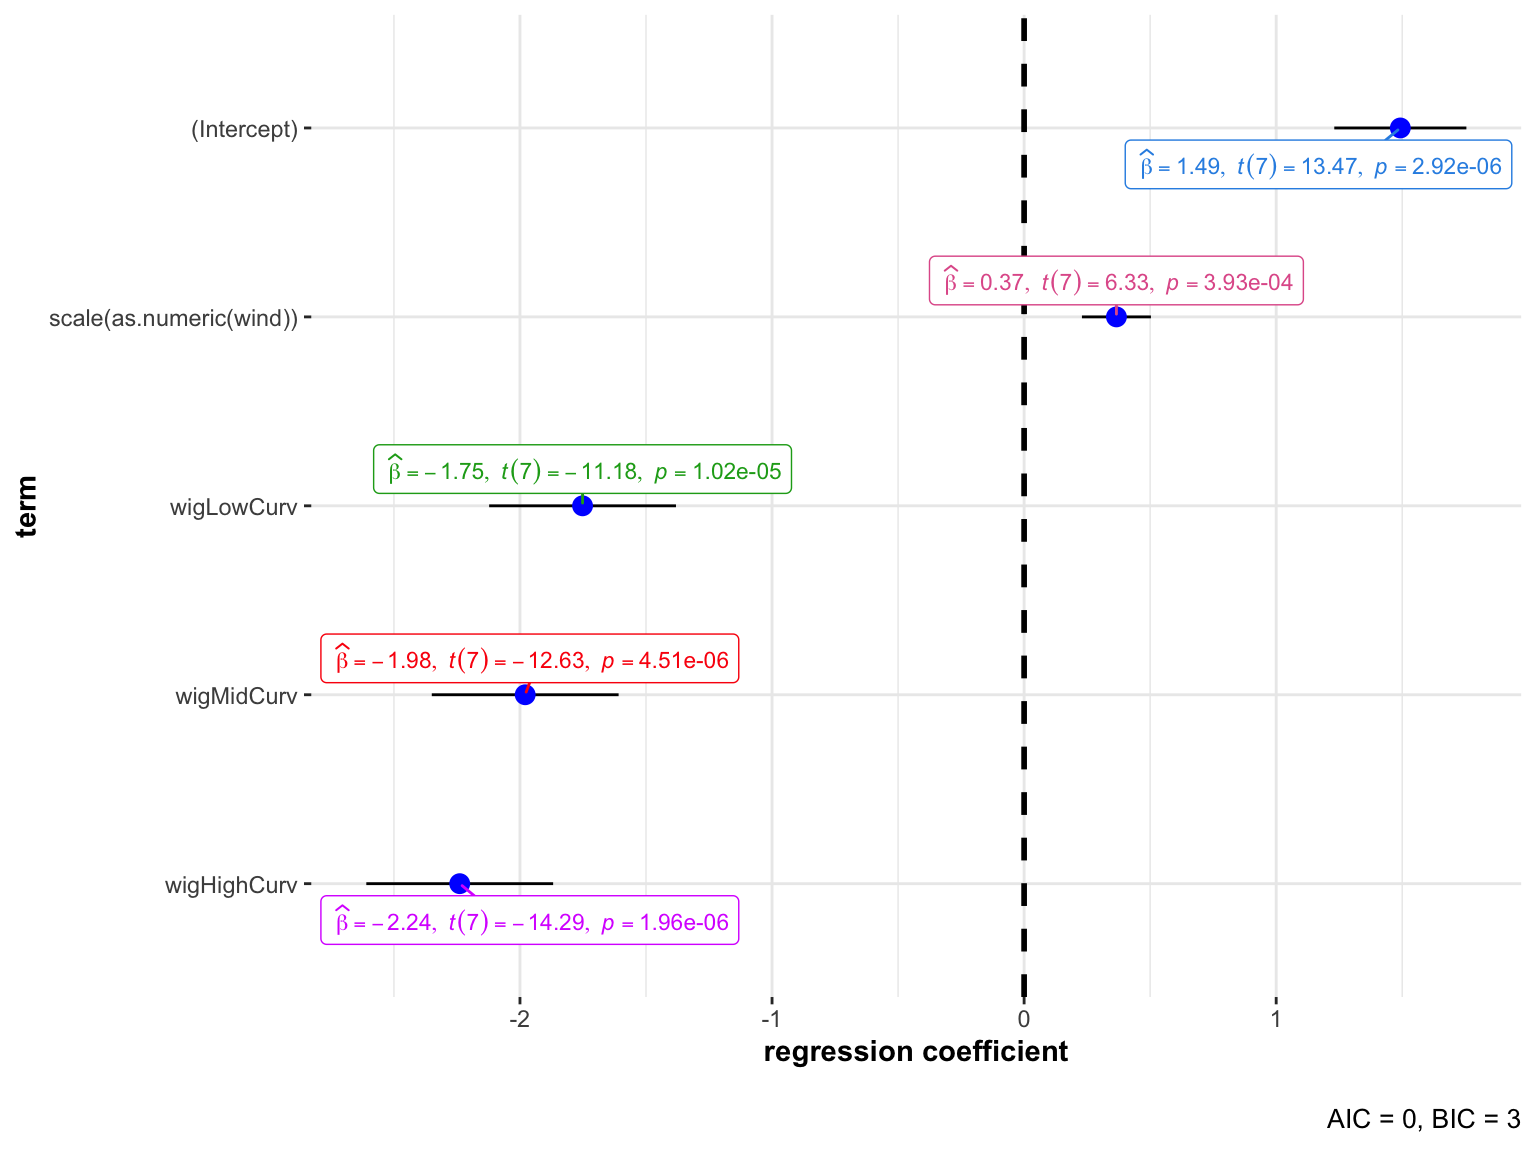 (Intercept)
β̂ = 1.49, t(7) = 13.47, p = 2.92e-06
β̂ = 0.37, t(7) = 6.33, p = 3.93e-04
scale(as.numeric(wind))
β̂ = −1.75, t(7) = −11.18, p = 1.02e-05
wigLowCurv
term
β̂ = −1.98, t(7) = −12.63, p = 4.51e-06
wigMidCurv
wigHighCurv
β̂ = −2.24, t(7) = −14.29, p = 1.96e-06
-2 -1 0 1
regression coefficient
AIC = 0, BIC = 3